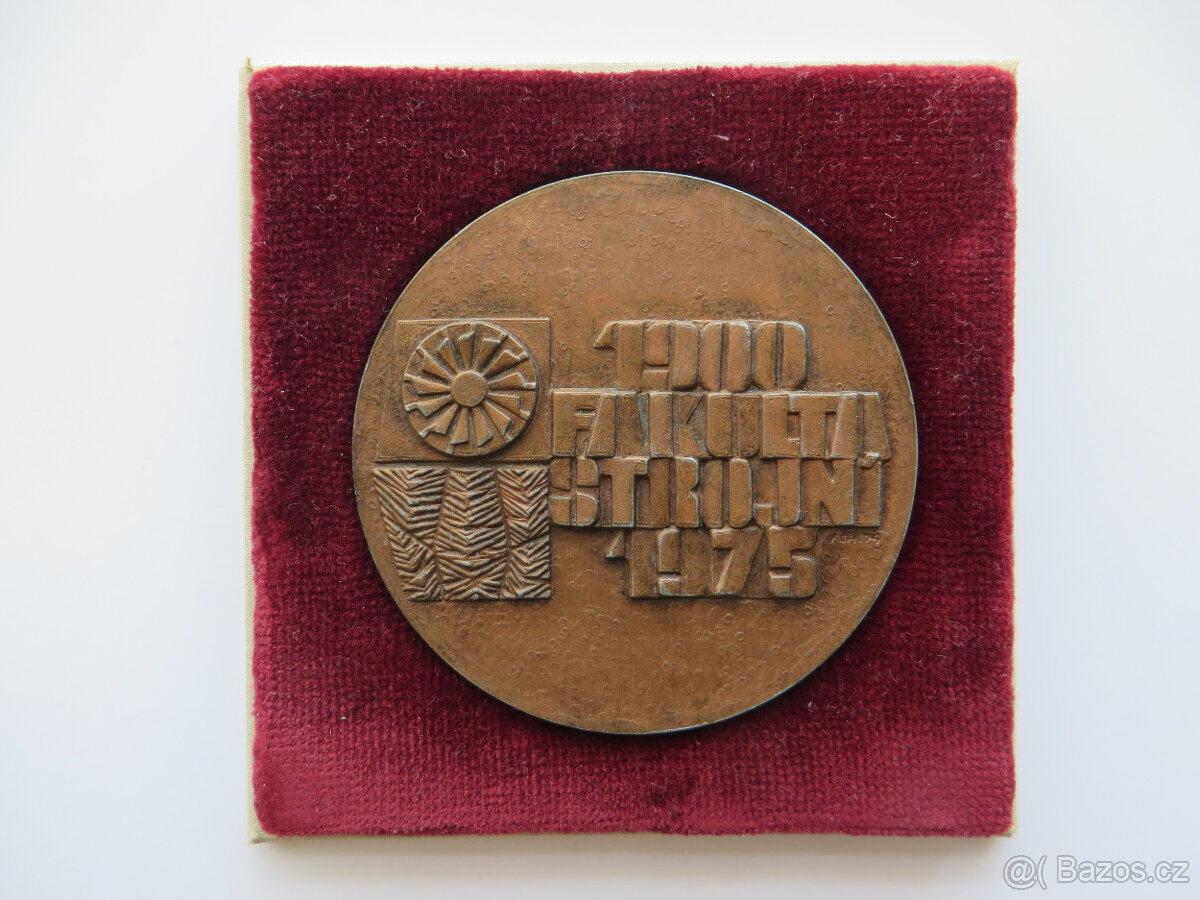 1900
FAKULTA
STROJNÍ
1975
@( Bazos.cz